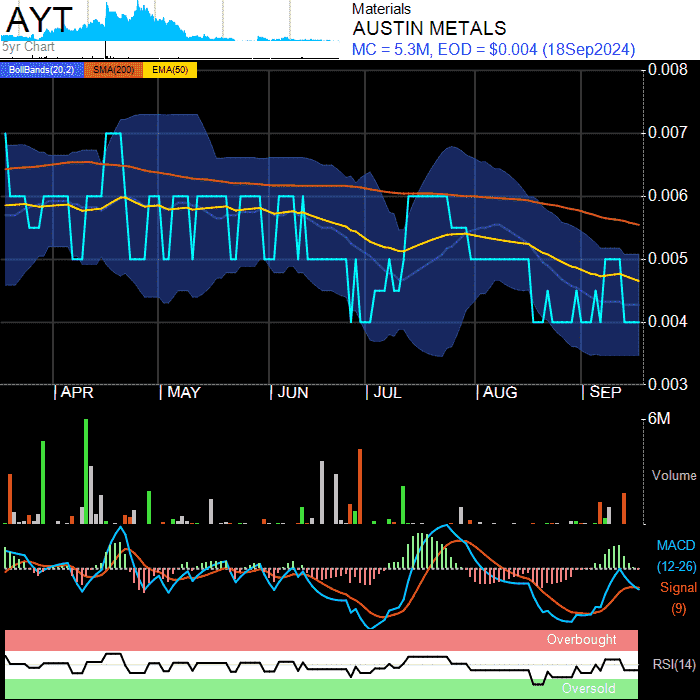 AYT
5yr Chart
Materials
AUSTIN METALS
MC = 5.3M, EOD = $0.004 (18Sep2024)
BollBands(20,2) SMA(200) EMA(50)
0.008
0.007
0.006
0.005
0.004
0.003
APR MAY JUN JUL AUG SEP
6M
Volume
MACD
(12-26)
Signal
(9)
Overbought
RSI(14)
Oversold